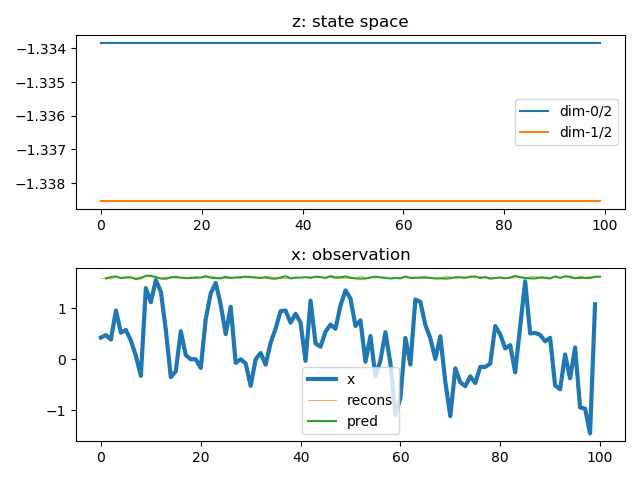 z: state space
−1.334
−1.335
−1.336
−1.337
−1.338
dim-0/2
dim-1/2
0 20 40 60 80 100
x: observation
1
0
−1
x
recons
pred
0 20 40 60 80 100